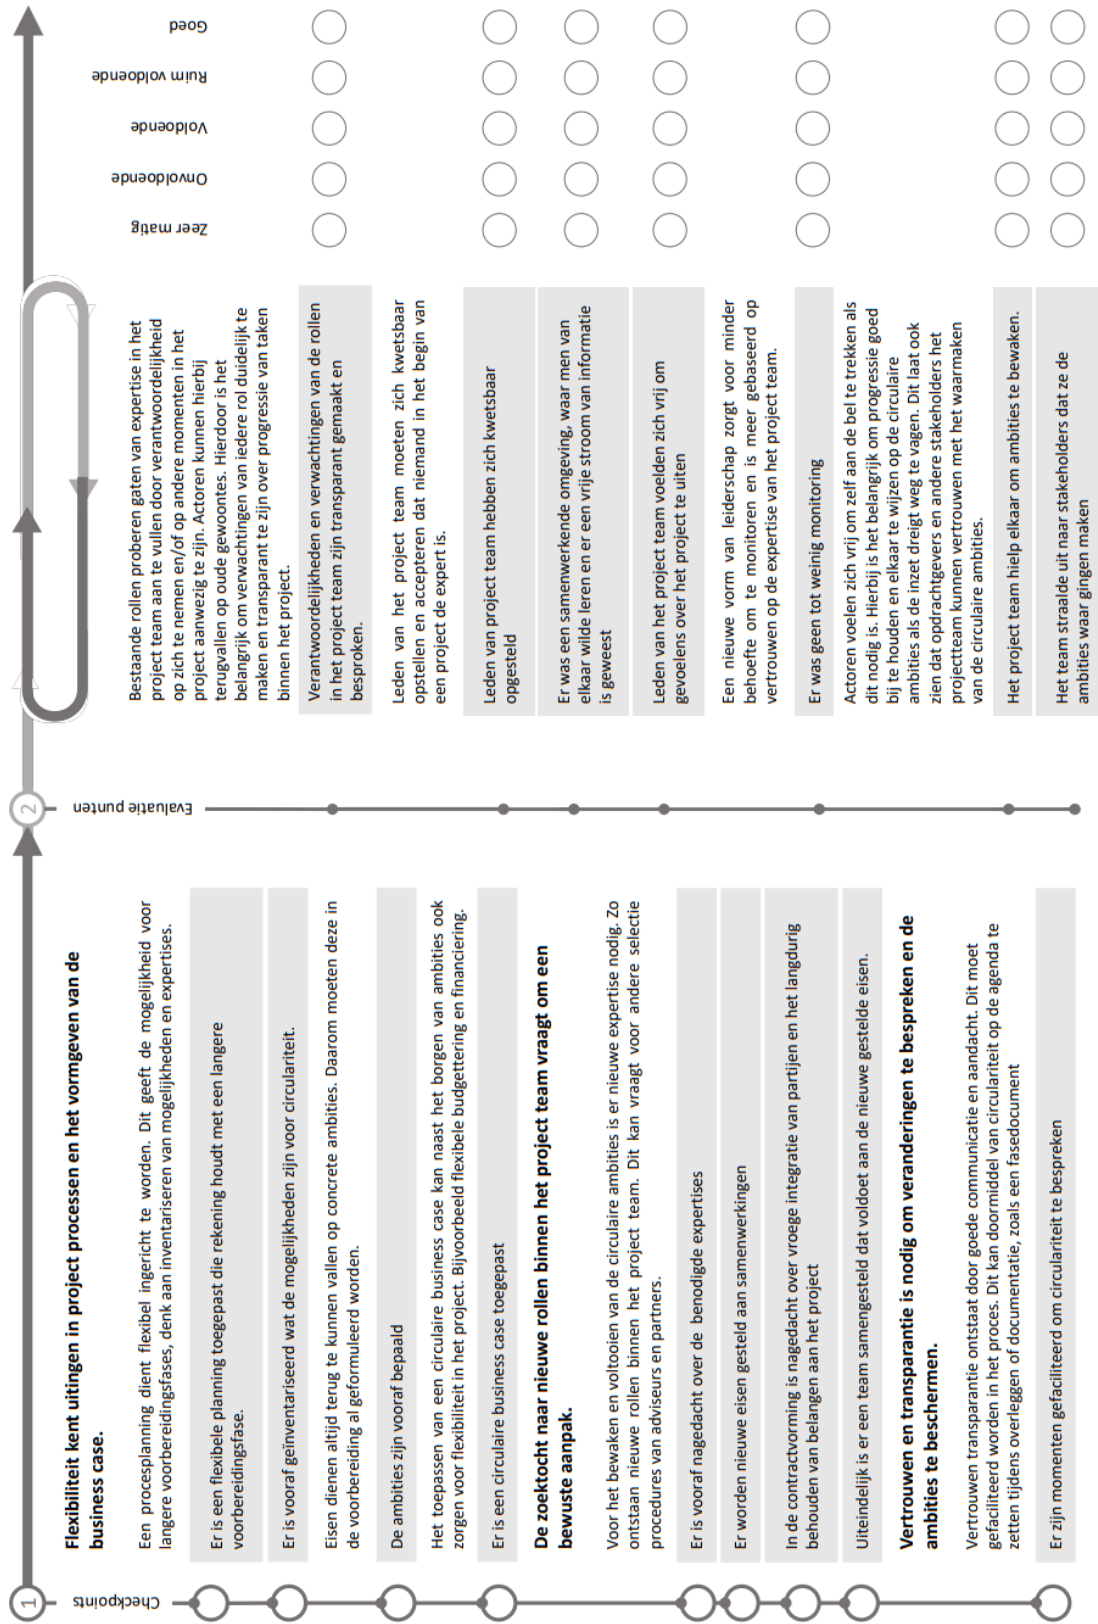 1
Checkpoints
Flexibiliteit kent uitingen in project processen en het vormgeven van de
business case.
Een procesplanning dient flexibel ingericht te worden. Dit geeft de mogelijkheid voor
langere voorbereidingsfases, denk aan inventariseren van mogelijkheden en expertises.
Er is een flexibele planning toegepast die rekening houdt met een langere
voorbereidingsfase.
Er is vooraf geïnventariseerd wat de mogelijkheden zijn voor circulariteit.
Eisen dienen altijd terug te kunnen vallen op concrete ambities. Daarom moeten deze in
de voorbereiding al geformuleerd worden.
De ambities zijn vooraf bepaald
Het toepassen van een circulaire business case kan naast het borgen van ambities ook
zorgen voor flexibiliteit in het project. Bijvoorbeeld flexibele budgettering en financiering.
Er is een circulaire business case toegepast
De zoektocht naar nieuwe rollen binnen het project team vraagt om een
bewuste aanpak.
Voor het bewaken en voltooien van de circulaire ambities is er nieuwe expertise nodig. Zo
ontstaan nieuwe rollen binnen het project team. Dit kan vraagt voor andere selectie
procedures van adviseurs en partners.
Er is vooraf nagedacht over de benodigde expertises
Er worden nieuwe eisen gesteld aan samenwerkingen
In de contractvorming is nagedacht over vroege integratie van partijen en het langdurig
behouden van belangen aan het project
Uiteindelijk is er een team samengesteld dat voldoet aan de nieuwe gestelde eisen.
Vertrouwen en transparantie is nodig om veranderingen te bespreken en de
ambities te beschermen.
Vertrouwen transparantie ontstaat door goede communicatie en aandacht. Dit moet
gefaciliteerd worden in het proces. Dit kan doormiddel van circulariteit op de agenda te
zetten tijdens overleggen of documentatie, zoals een fasedocument
Er zijn momenten gefaciliteerd om circulariteit te bespreken
2
Evaluatie punten
Zeer matig
Onvoldoende
Voldoende
Ruim voldoende
Goed
Bestaande rollen proberen gaten van expertise in het
project team aan te vullen door verantwoordelijkheid
op zich te nemen en/of op andere momenten in het
project aanwezig te zijn. Actoren kunnen hierbij
terugvallen op oude gewoontes. Hierdoor is het
belangrijk om verwachtingen van iedere rol duidelijk te
maken en transparant te zijn over progressie van taken
binnen het project.
Verantwoordelijkheden en verwachtingen van de rollen
in het project team zijn transparant gemaakt en
besproken.
Leden van het project team moeten zich kwetsbaar
opstellen en accepteren dat niemand in het begin van
een project de expert is.
Leden van project team hebben zich kwetsbaar
opgesteld
Er was een samenwerkende omgeving, waar men van
elkaar wilde leren en er een vrije stroom van informatie
is geweest
Leden van het project team voelden zich vrij om
gevoelens over het project te uiten
Een nieuwe vorm van leiderschap zorgt voor minder
behoefte om te monitoren en is meer gebaseerd op
vertrouwen op de expertise van het project team.
Er was geen tot weinig monitoring
Actoren voelen zich vrij om zelf aan de bel te trekken als
dit nodig is. Hierbij is het belangrijk om progressie goed
bij te houden en elkaar te wijzen op de circulaire
ambities als de inzet dreigt weg te vagen. Dit laat ook
zien dat opdrachtgevers en andere stakeholders het
projectteam kunnen vertrouwen met het waarmaken
van de circulaire ambities.
Het project team hielp elkaar om ambities te bewaken.
Het team straalde uit naar stakeholders dat ze de
ambities waar gingen maken